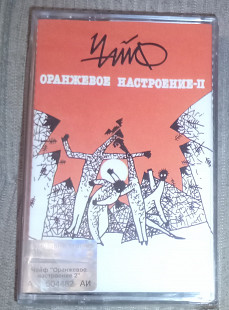 Чайф
ОРАНЖЕВОЕ НАСТРОЕНИЕ-II
Чайф "Оранжевое
настроение 2"
АИ